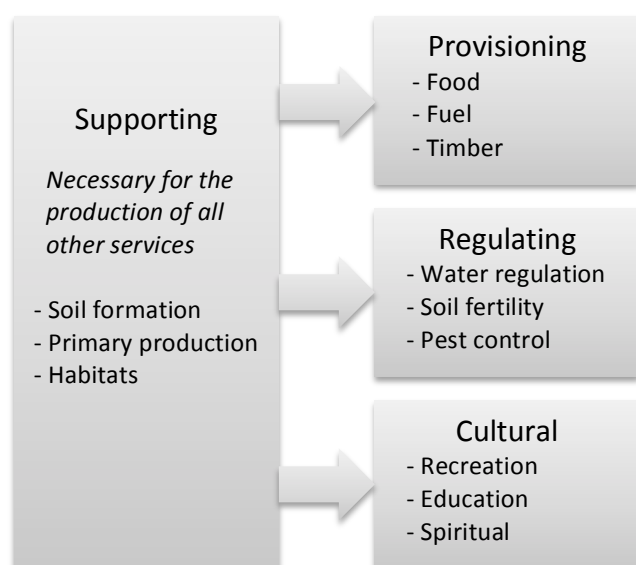 Supporting
Necessary for the
production of all
other services
- Soil formation
- Primary production
- Habitats
Provisioning
- Food
- Fuel
- Timber
Regulating
- Water regulation
- Soil fertility
- Pest control
Cultural
- Recreation
- Education
- Spiritual